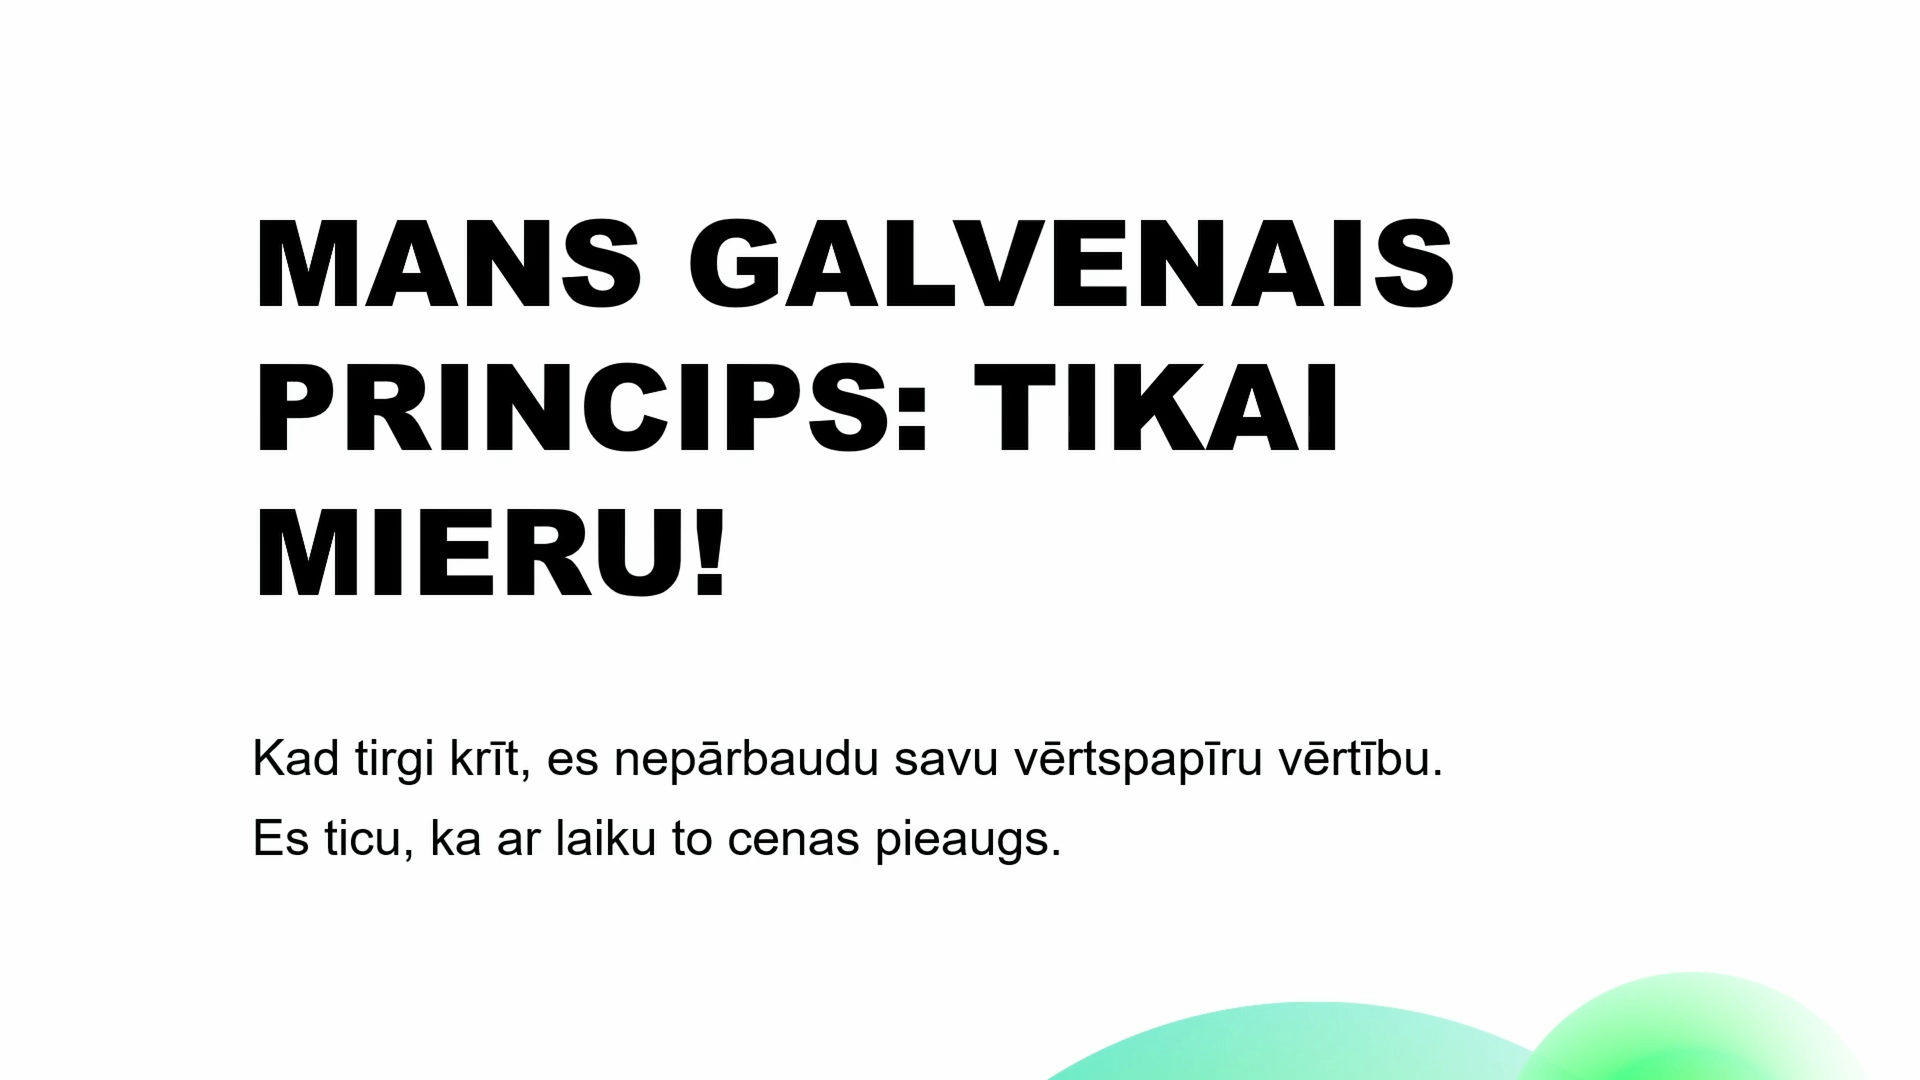 MANS GALVENAIS
PRINCIPS: TIKAI
MIERU!
Kad tirgi krīt, es nepārbaudu savu vērtspapīru vērtību.
Es ticu, ka ar laiku to cenas pieaugs.